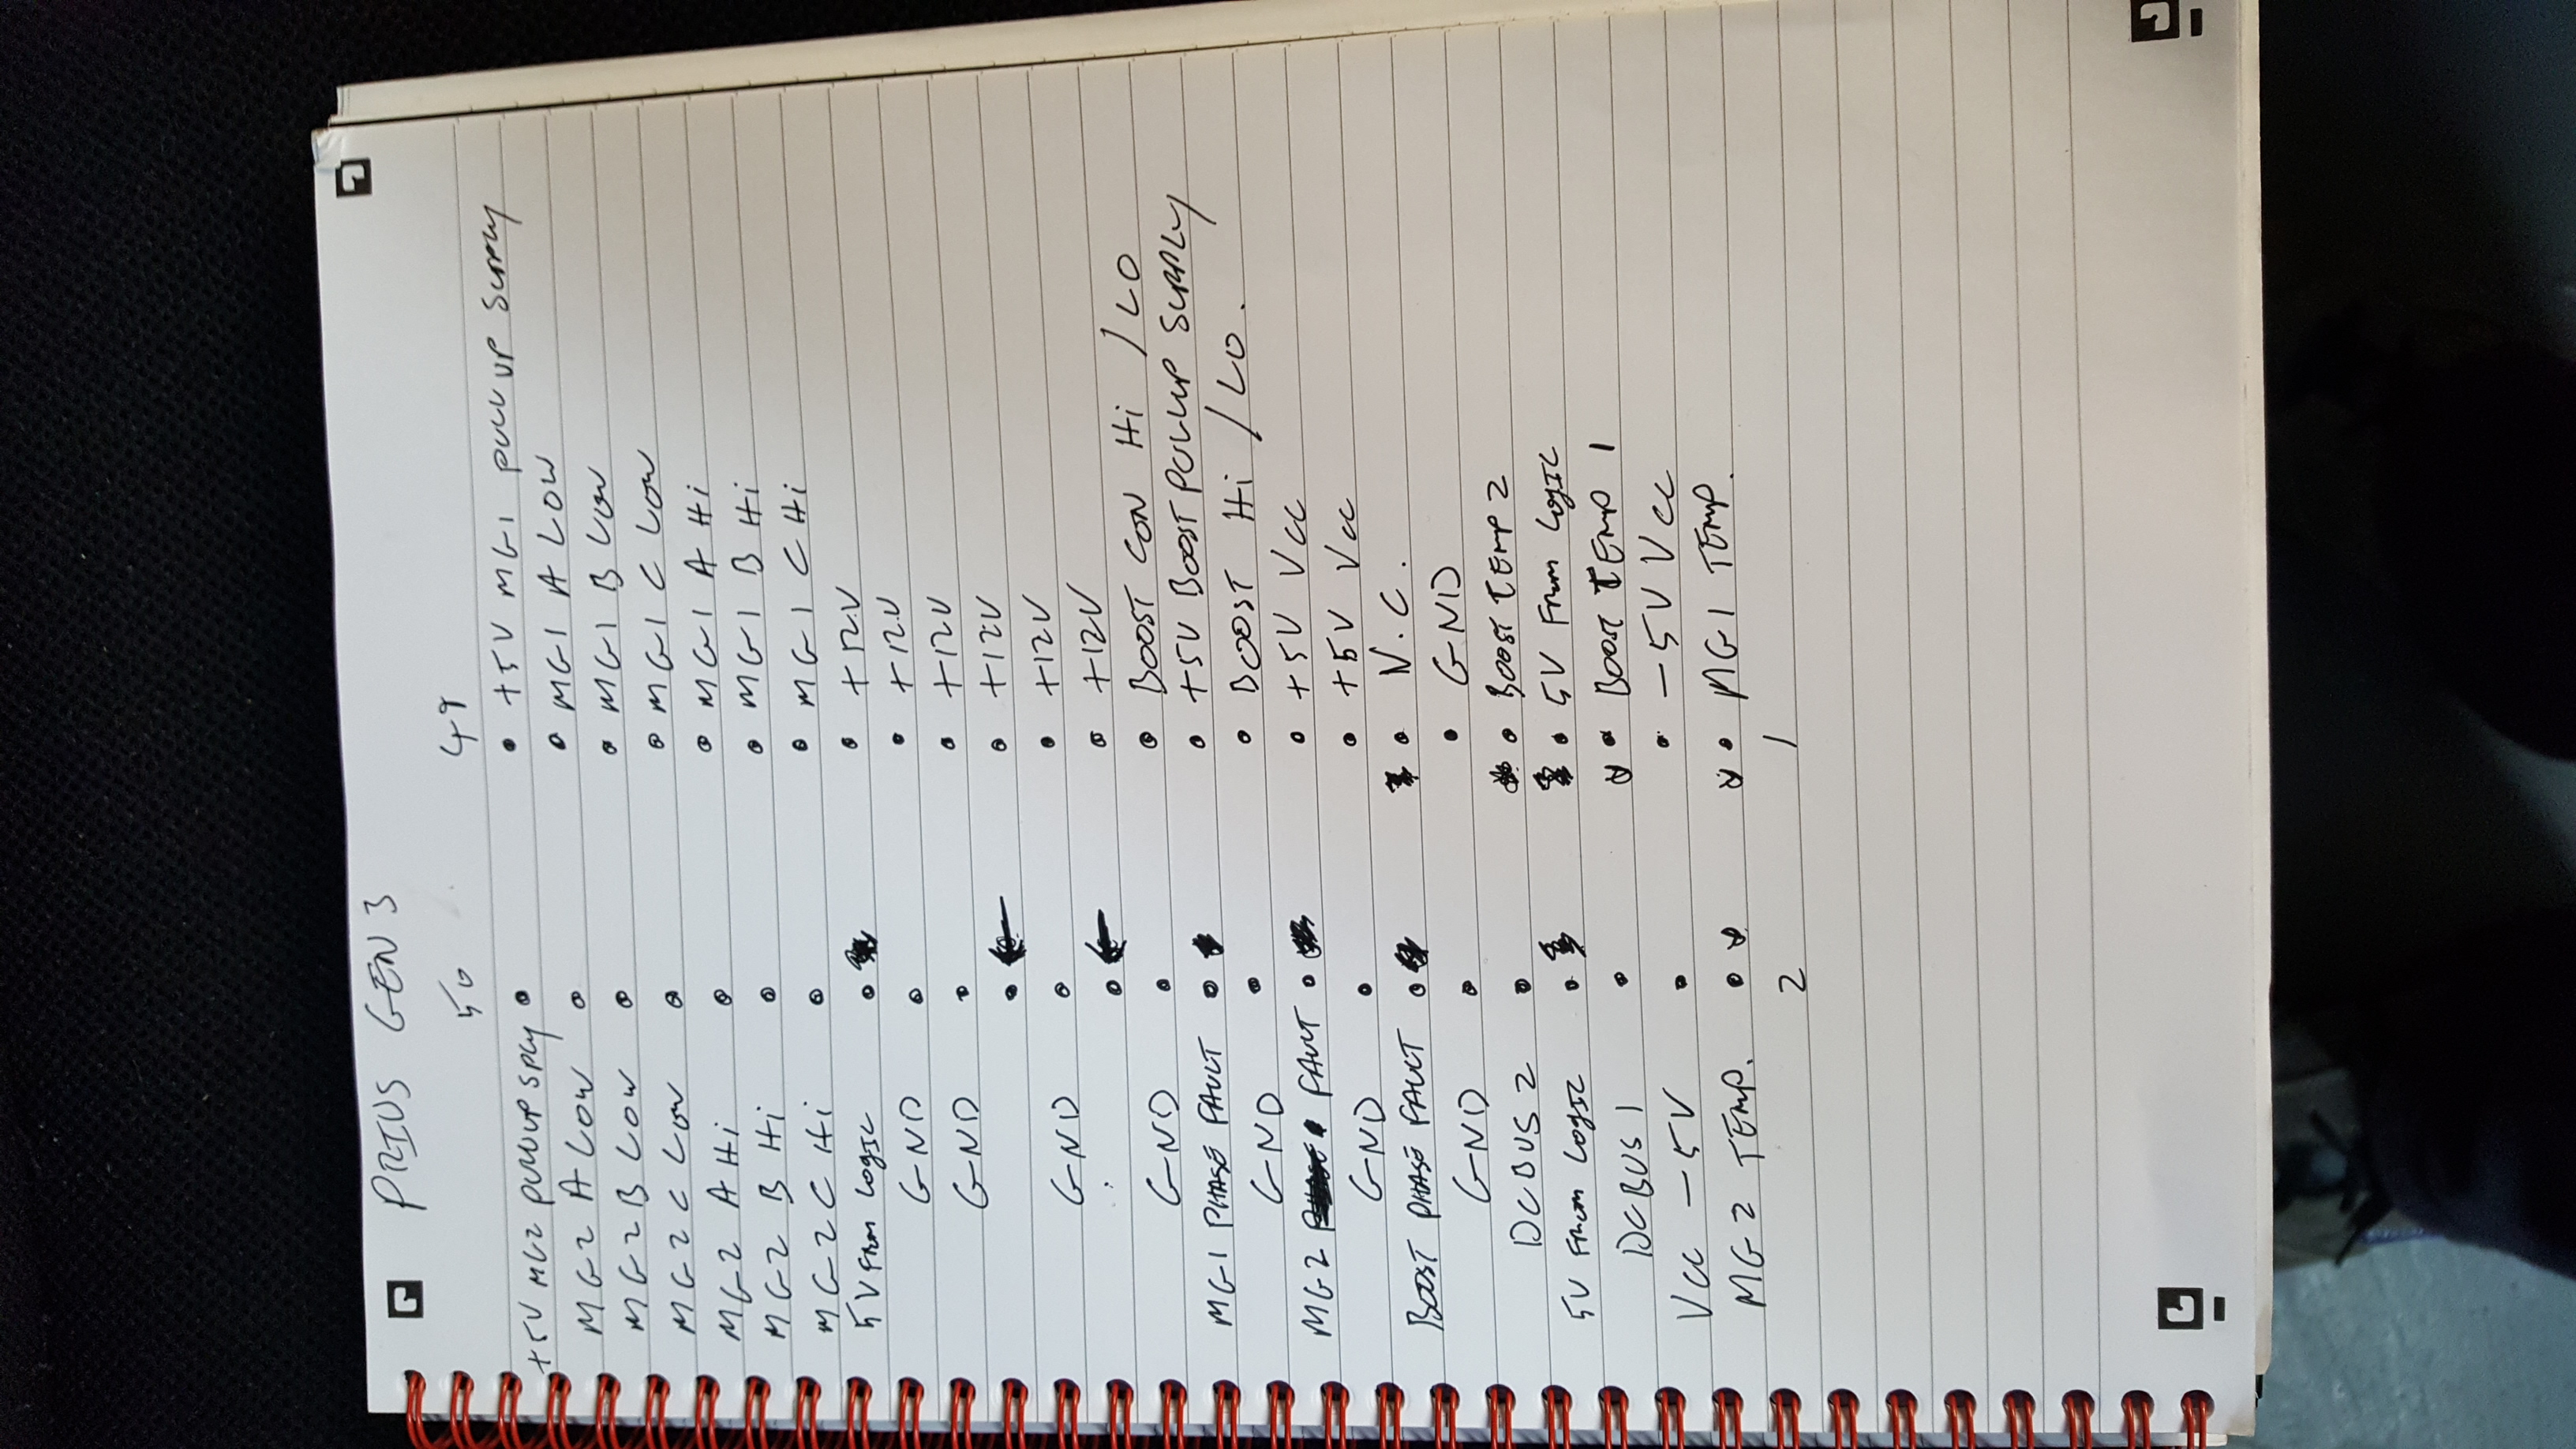 PRIUS GEN 3
50 49
+5V MG2 PULLUP SPLY • • +5V MG1 PULL UP SUPPLY
MG2 A LOW • • MG1 A LOW
MG2 B LOW • • MG1 B LOW
MG2 C LOW • • MG1 C LOW
MG2 A Hi • • MG1 A Hi
MG2 B Hi • • MG1 B Hi
MG2 C Hi • • MG1 C Hi
5V FROM LOGIC • • +12V
GND • • +12V
GND • • +12V
• ← • +12V
GND • • +12V
• ← • +12V
GND • • BOOST CON Hi / LO
MG1 PHASE FAULT • • +5V BOOST PULLUP SUPPLY
GND • • BOOST Hi / LO.
MG2 FAULT • • +5V Vcc
GND • • +5V Vcc
BOOST PHASE FAULT • • N.C.
GND • • GND
DCBUS 2 • • BOOST TEMP 2
5V FROM LOGIC • • 5V FROM LOGIC
DCBUS 1 • • BOOST TEMP 1
Vcc -5V • • -5V Vcc
MG2 TEMP. • • MG1 TEMP.
2 1